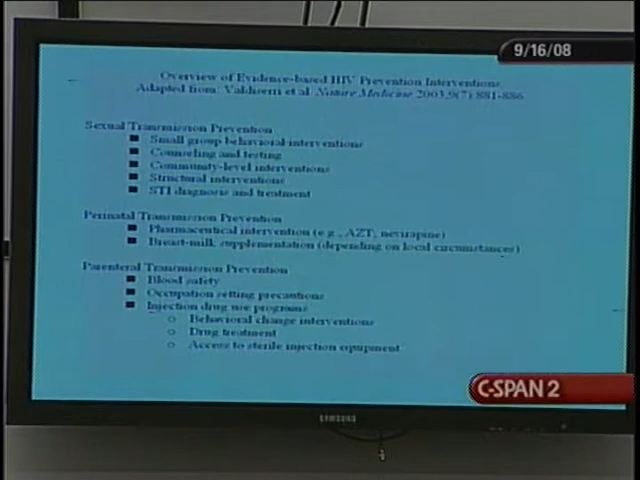 9/16/08
Overview of Evidence-based HIV Prevention Interventions
Adapted from: Valdiserri et al. Nature Medicine 2003;9(7):881-886.
Sexual Transmission Prevention
Small group behavioral interventions
Counseling and testing
Community-level interventions
Structural interventions
STI diagnosis and treatment
Perinatal Transmission Prevention
Pharmaceutical intervention (e.g., AZT, nevirapine)
Breast-milk supplementation (depending on local circumstances)
Parenteral Transmission Prevention
Blood safety
Occupation setting precautions
Injection drug use programs
Behavioral change interventions
Drug treatment
Access to sterile injection equipment
C-SPAN 2
SAMSUNG